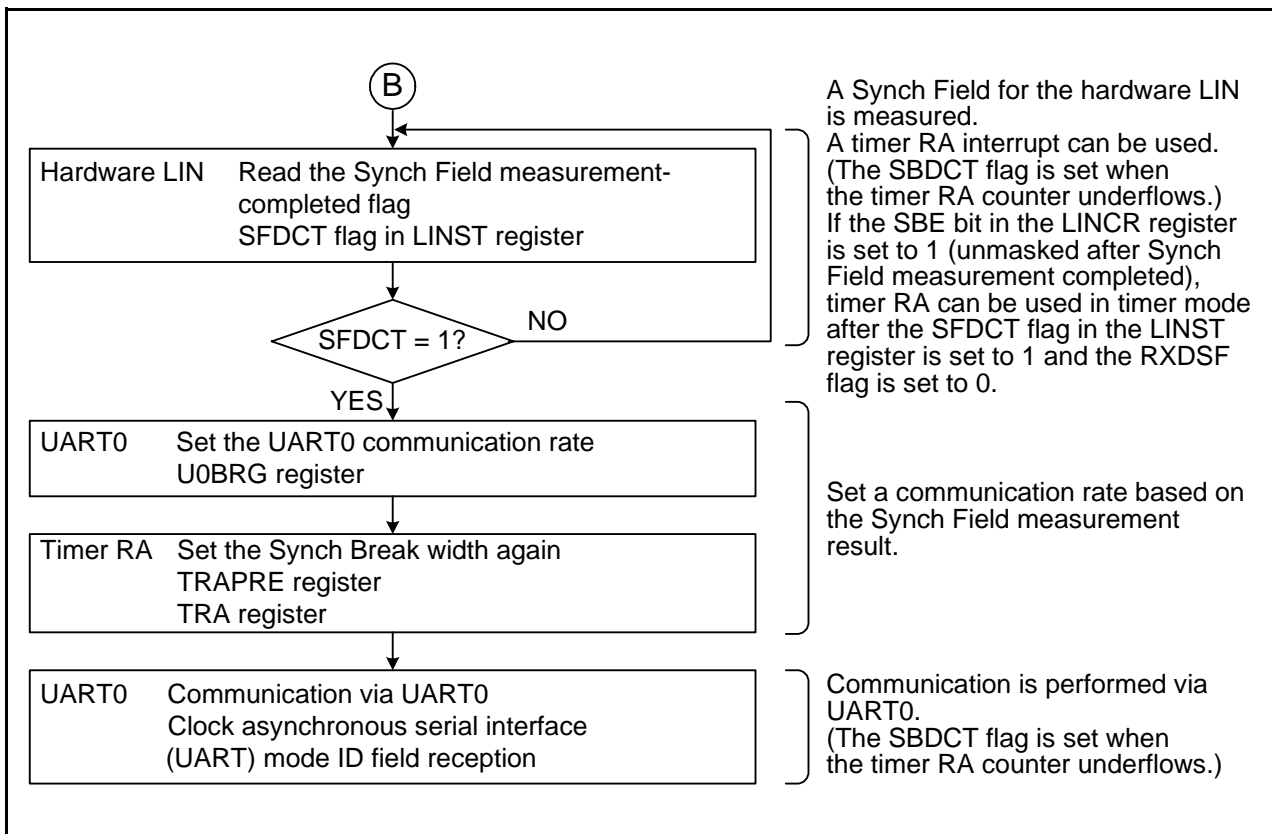 B
Hardware LIN Read the Synch Field measurement-
completed flag
SFDCT flag in LINST register
SFDCT = 1?
NO
YES
A Synch Field for the hardware LIN
is measured.
A timer RA interrupt can be used.
(The SBDCT flag is set when
the timer RA counter underflows.)
If the SBE bit in the LINCR register
is set to 1 (unmasked after Synch
Field measurement completed),
timer RA can be used in timer mode
after the SFDCT flag in the LINST
register is set to 1 and the RXDSF
flag is set to 0.
UART0 Set the UART0 communication rate
U0BRG register
Timer RA Set the Synch Break width again
TRAPRE register
TRA register
Set a communication rate based on
the Synch Field measurement
result.
UART0 Communication via UART0
Clock asynchronous serial interface
(UART) mode ID field reception
Communication is performed via
UART0.
(The SBDCT flag is set when
the timer RA counter underflows.)